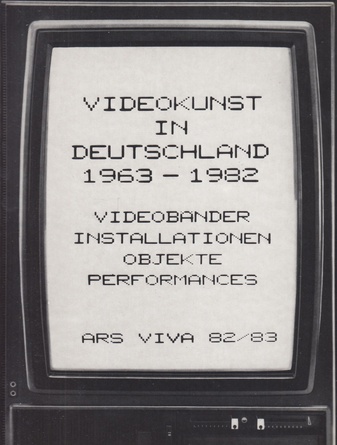 VIDEOKUNST
IN
DEUTSCHLAND
1963 – 1982
VIDEOBANDER
INSTALLATIONEN
OBJEKTE
PERFORMANCES
ARS VIVA 82/83